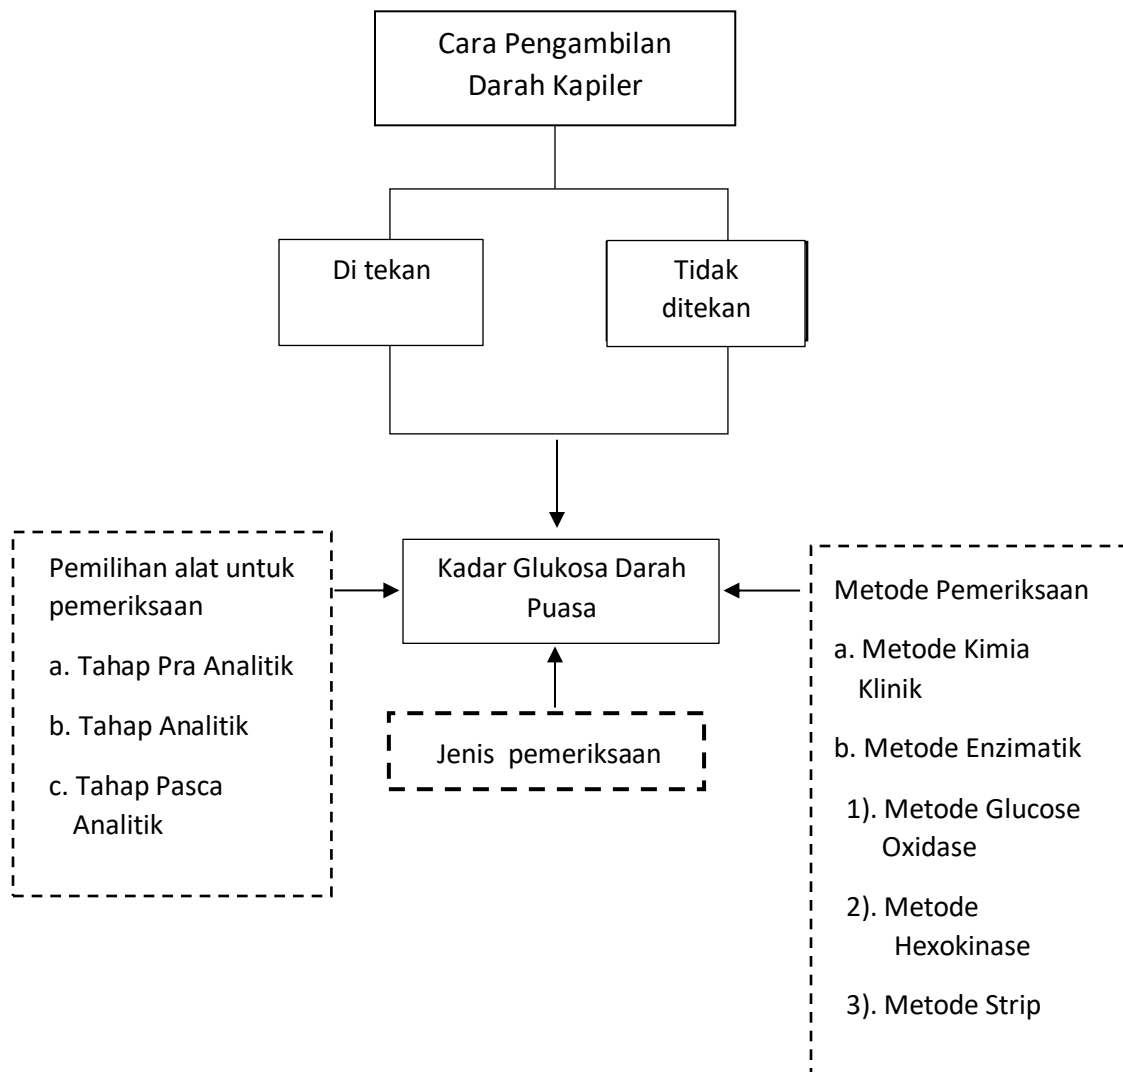 Cara Pengambilan
Darah Kapiler
Di tekan
Tidak
ditekan
Kadar Glukosa Darah
Puasa
Pemilihan alat untuk
pemeriksaan
a. Tahap Pra Analitik
b. Tahap Analitik
c. Tahap Pasca
Analitik
Jenis pemeriksaan
Metode Pemeriksaan
a. Metode Kimia
Klinik
b. Metode Enzimatik
1). Metode Glucose
Oxidase
2). Metode
Hexokinase
3). Metode Strip